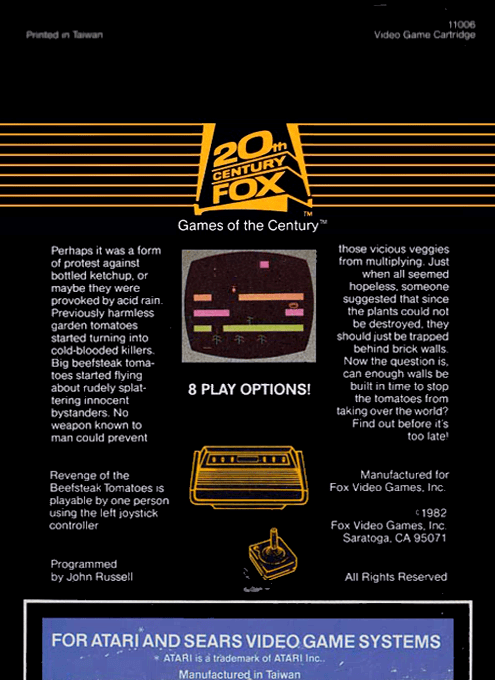 Printed in Taiwan
11006
Video Game Cartridge
20th
CENTURY
FOX
TM
Games of the Century™
Perhaps it was a form
of protest against
bottled ketchup, or
maybe they were
provoked by acid rain.
Previously harmless
garden tomatoes
started turning into
cold-blooded killers.
Big beefsteak toma-
toes started flying
about rudely splat-
tering innocent
bystanders. No
weapon known to
man could prevent
those vicious veggies
from multiplying. Just
when all seemed
hopeless, someone
suggested that since
the plants could not
be destroyed, they
should just be trapped
behind brick walls.
Now the question is,
can enough walls be
built in time to stop
the tomatoes from
taking over the world?
Find out before it's
too late!
8 PLAY OPTIONS!
Revenge of the
Beefsteak Tomatoes is
playable by one person
using the left joystick
controller
Programmed
by John Russell
Manufactured for
Fox Video Games, Inc.
©1982
Fox Video Games, Inc.
Saratoga, CA 95071
All Rights Reserved
FOR ATARI AND SEARS VIDEO GAME SYSTEMS
ATARI is a trademark of ATARI Inc.
Manufactured in Taiwan